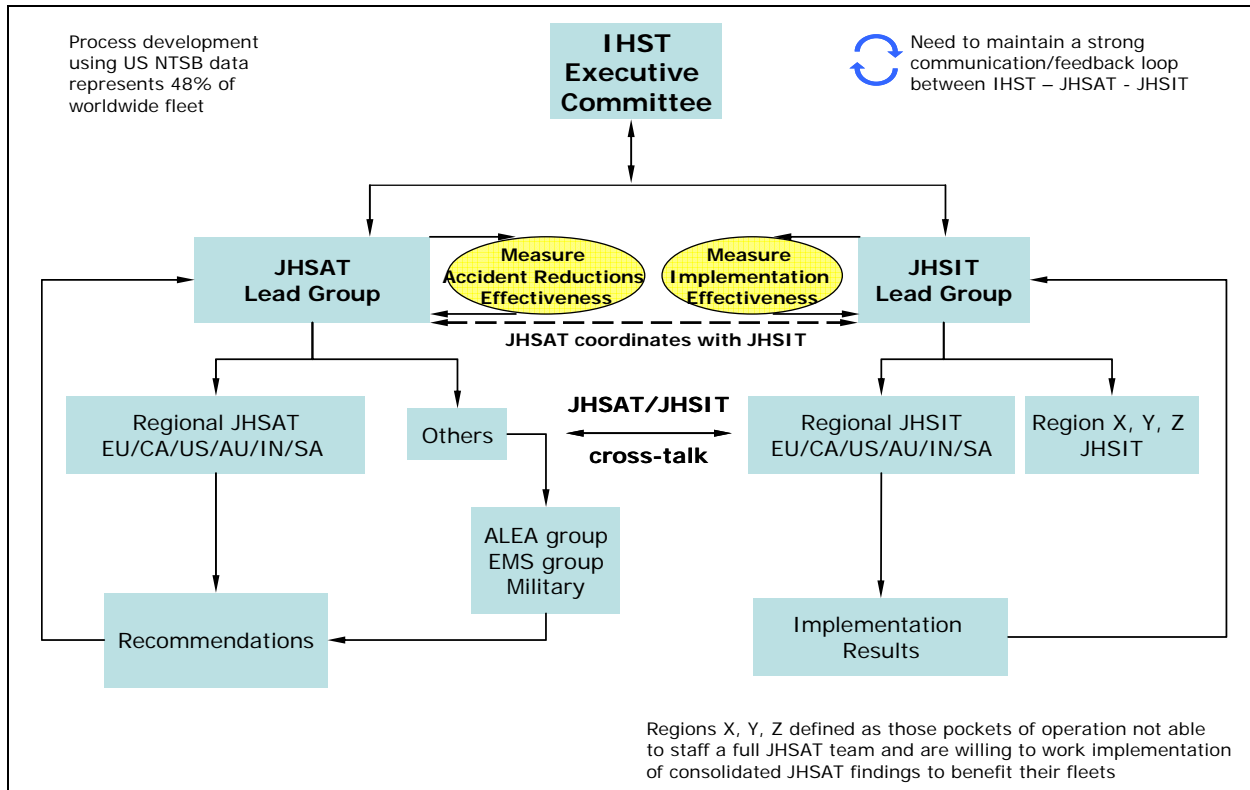 Process development
using US NTSB data
represents 48% of
worldwide fleet
IHST
Executive
Committee
Need to maintain a strong
communication/feedback loop
between IHST – JHSAT - JHSIT
JHSAT
Lead Group
Measure
Accident Reductions
Effectiveness
Measure
Implementation
Effectiveness
JHSIT
Lead Group
JHSAT coordinates with JHSIT
Regional JHSAT
EU/CA/US/AU/IN/SA
Others
JHSAT/JHSIT
cross-talk
Regional JHSIT
EU/CA/US/AU/IN/SA
Region X, Y, Z
JHSIT
ALEA group
EMS group
Military
Recommendations
Implementation
Results
Regions X, Y, Z defined as those pockets of operation not able
to staff a full JHSAT team and are willing to work implementation
of consolidated JHSAT findings to benefit their fleets